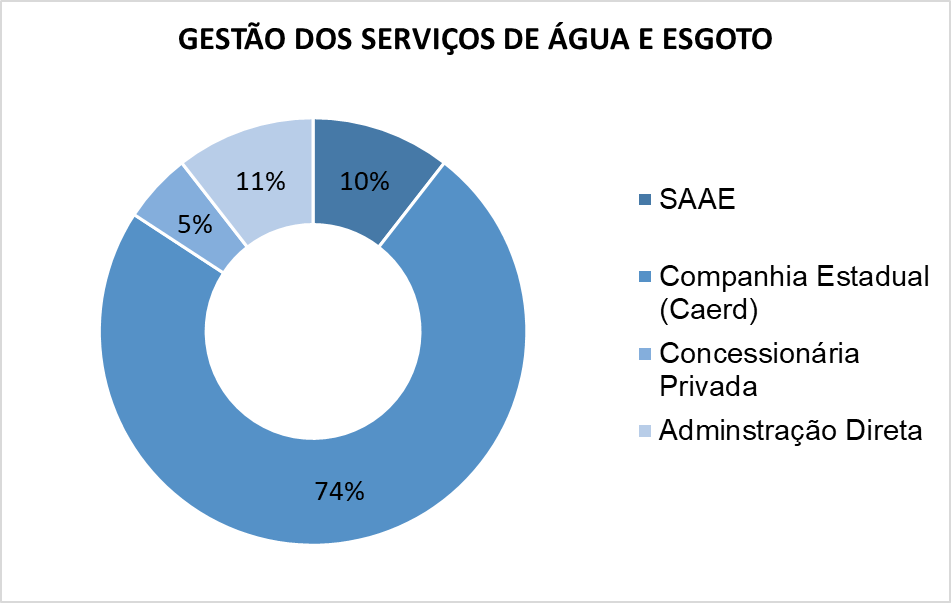 GESTÃO DOS SERVIÇOS DE ÁGUA E ESGOTO
11%
10%
5%
74%
SAAE
Companhia Estadual
(Caerd)
Concessionária
Privada
Adminstração Direta